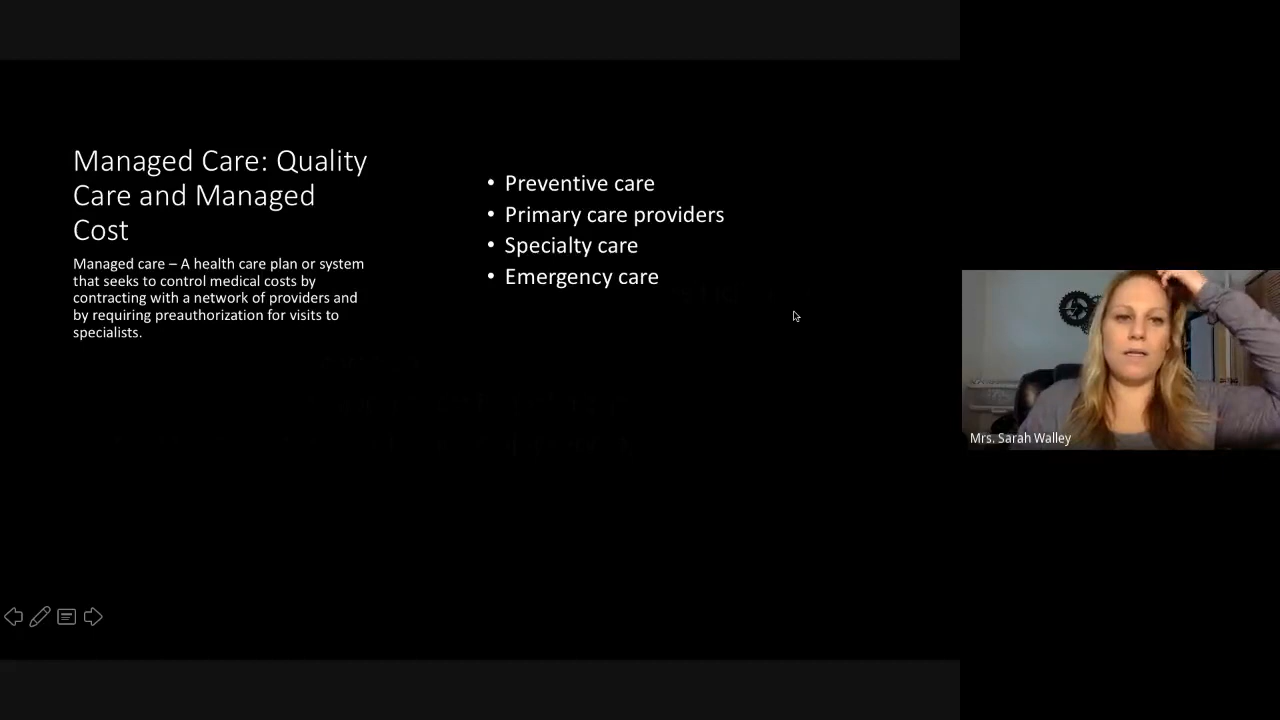 Managed Care: Quality
Care and Managed
Cost
Managed care – A health care plan or system
that seeks to control medical costs by
contracting with a network of providers and
by requiring preauthorization for visits to
specialists.
• Preventive care
• Primary care providers
• Specialty care
• Emergency care
Mrs. Sarah Walley